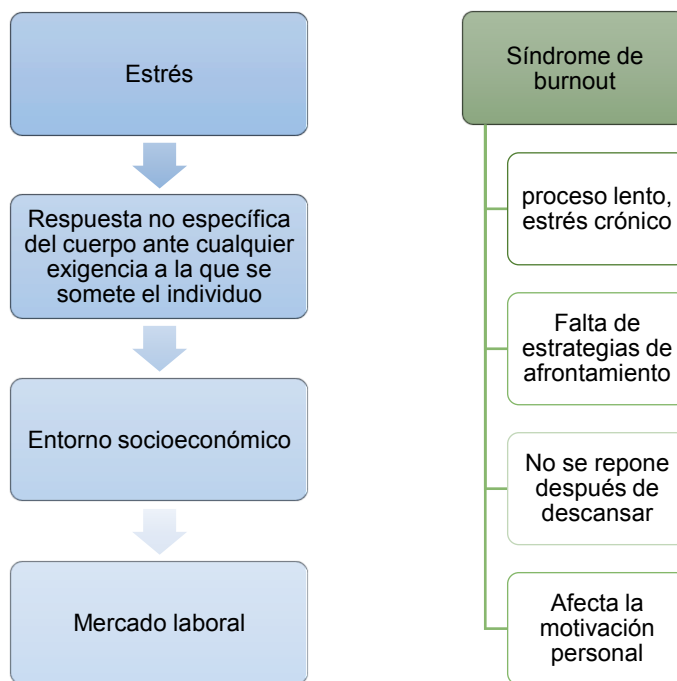 Estrés
Respuesta no específica
del cuerpo ante cualquier
exigencia a la que se
somete el individuo
Entorno socioeconómico
Mercado laboral
Síndrome de
burnout
proceso lento,
estrés crónico
Falta de
estrategias de
afrontamiento
No se repone
después de
descansar
Afecta la
motivación
personal